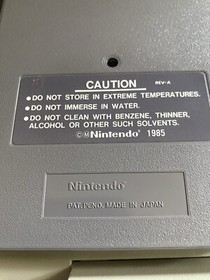 CAUTION
REV-A
●DO NOT STORE IN EXTREME TEMPERATURES.
●DO NOT IMMERSE IN WATER.
●DO NOT CLEAN WITH BENZENE, THINNER,
ALCOHOL OR OTHER SUCH SOLVENTS.
©Ⓜ Nintendo 1985
Nintendo®
PAT. PEND. MADE IN JAPAN